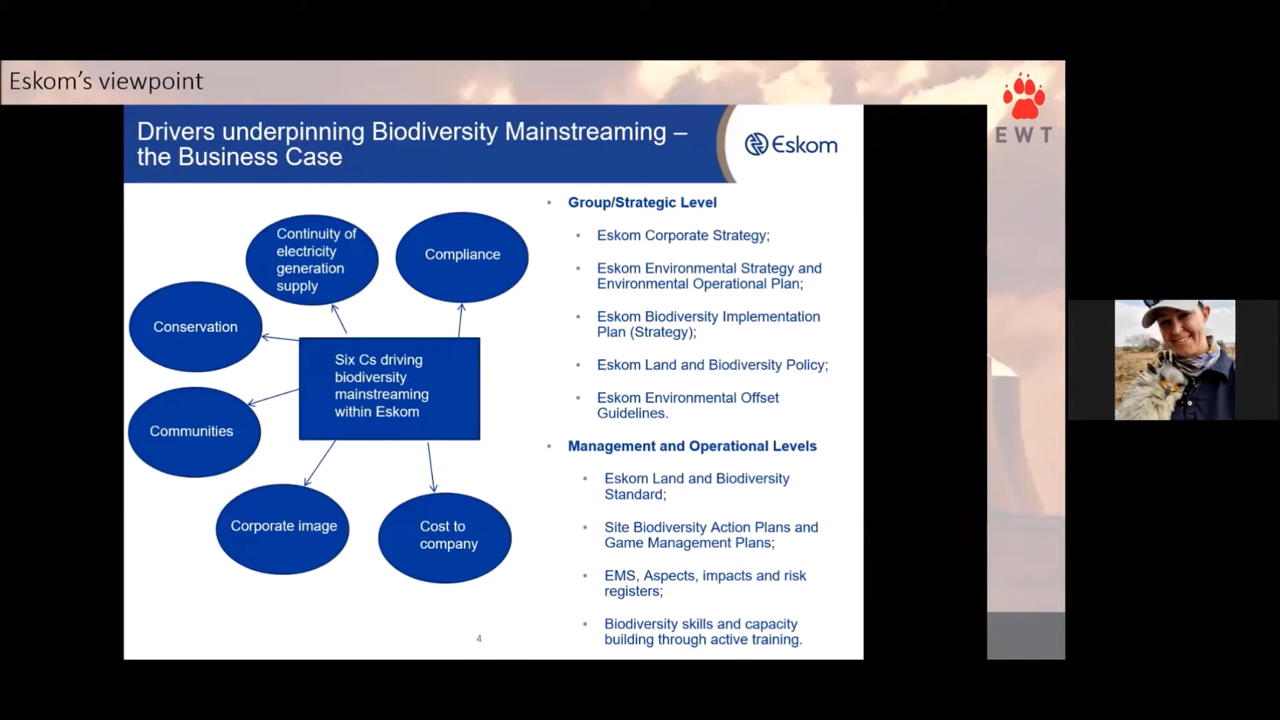 Eskom's viewpoint
EWT
Drivers underpinning Biodiversity Mainstreaming –
the Business Case
Eskom
Continuity of
electricity
generation
supply
Compliance
Conservation
Six Cs driving
biodiversity
mainstreaming
within Eskom
Communities
Corporate image
Cost to
company
• Group/Strategic Level
• Eskom Corporate Strategy;
• Eskom Environmental Strategy and
Environmental Operational Plan;
• Eskom Biodiversity Implementation
Plan (Strategy);
• Eskom Land and Biodiversity Policy;
• Eskom Environmental Offset
Guidelines.
• Management and Operational Levels
• Eskom Land and Biodiversity
Standard;
• Site Biodiversity Action Plans and
Game Management Plans;
• EMS, Aspects, impacts and risk
registers;
• Biodiversity skills and capacity
building through active training.
4